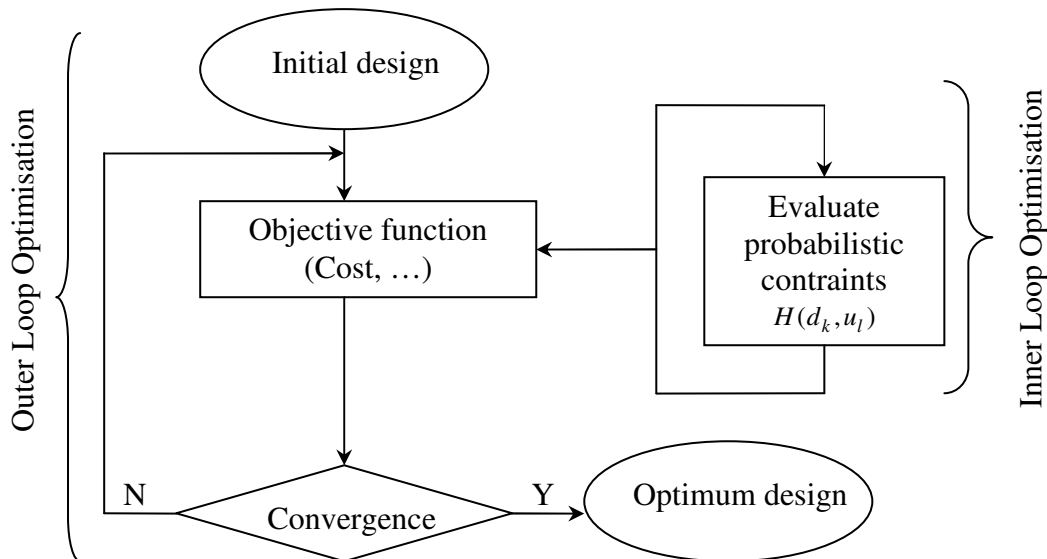 Outer Loop Optimisation
Initial design
Objective function
(Cost, …)
Evaluate
probabilistic
contraints
H(d_k,u_l)
Inner Loop Optimisation
N
Convergence
Y
Optimum design